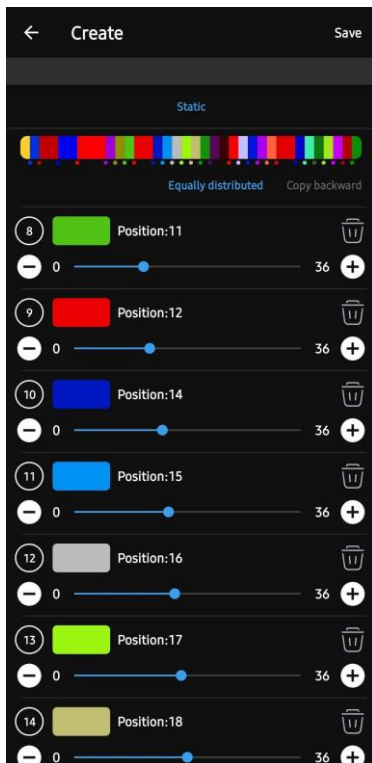 Create Save
Static
Equally distributed Copy backward
8 Position:11
0 36
9 Position:12
0 36
10 Position:14
0 36
11 Position:15
0 36
12 Position:16
0 36
13 Position:17
0 36
14 Position:18
0 36